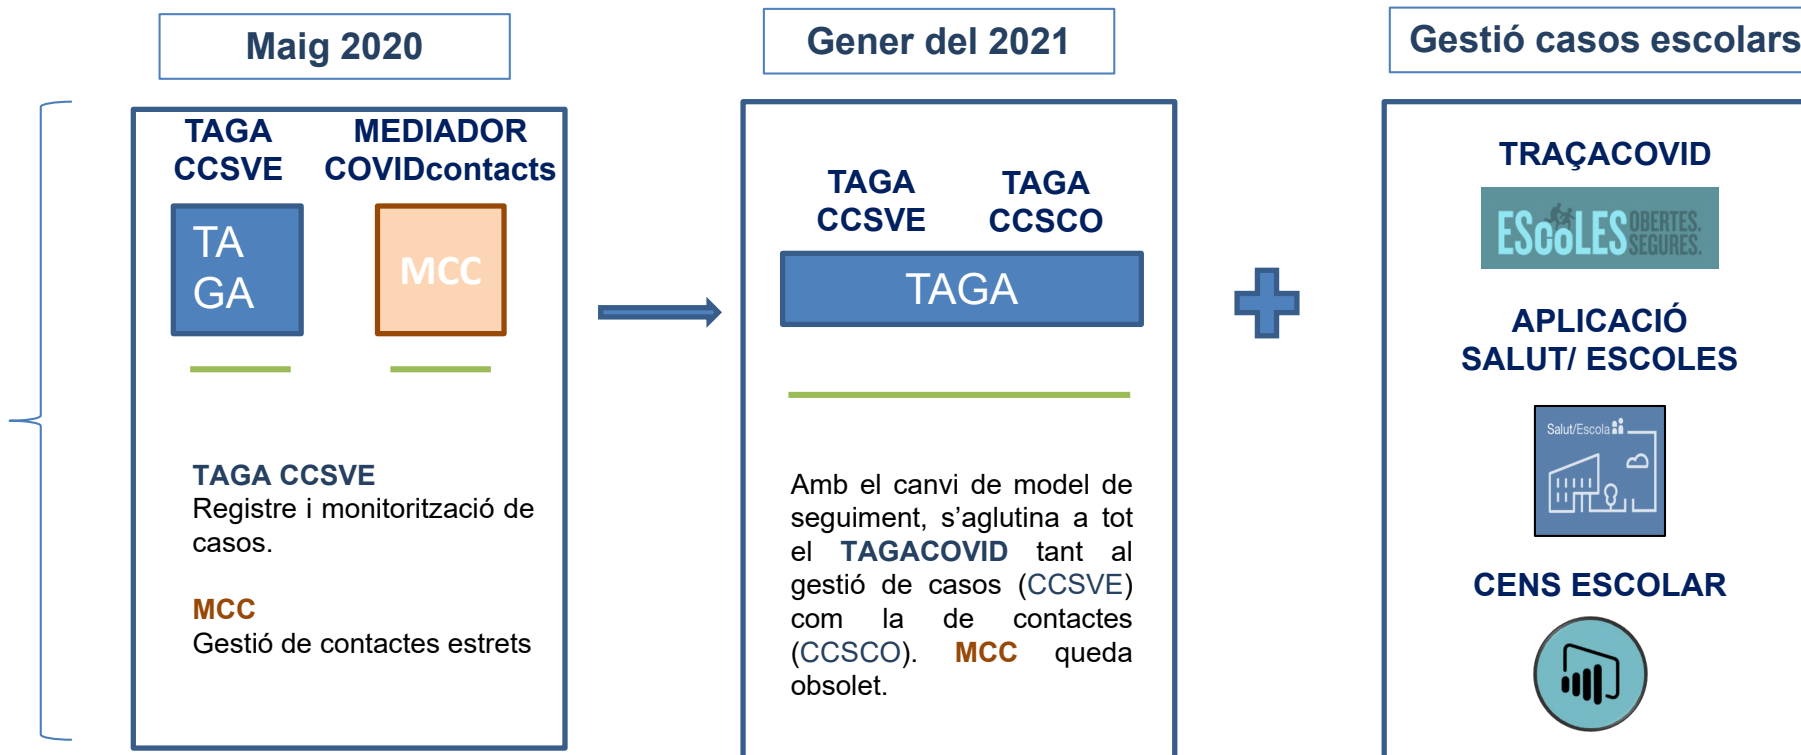 Maig 2020
TAGA
CCSVE
MEDIADOR
COVIDcontacts
TA
GA
MCC
TAGA CCSVE
Registre i monitorització de
casos.
MCC
Gestió de contactes estrets
Gener del 2021
TAGA
CCSVE
TAGA
CCSCO
TAGA
Amb el canvi de model de
seguiment, s’aglutina a tot
el TAGACOVID tant al
gestió de casos (CCSVE)
com la de contactes
(CCSCO). MCC queda
obsolet.
Gestió casos escolars
TRAÇACOVID
ESCOLES OBERTES.
SEGURES.
APLICACIÓ
SALUT/ ESCOLES
Salut/Escola
CENS ESCOLAR